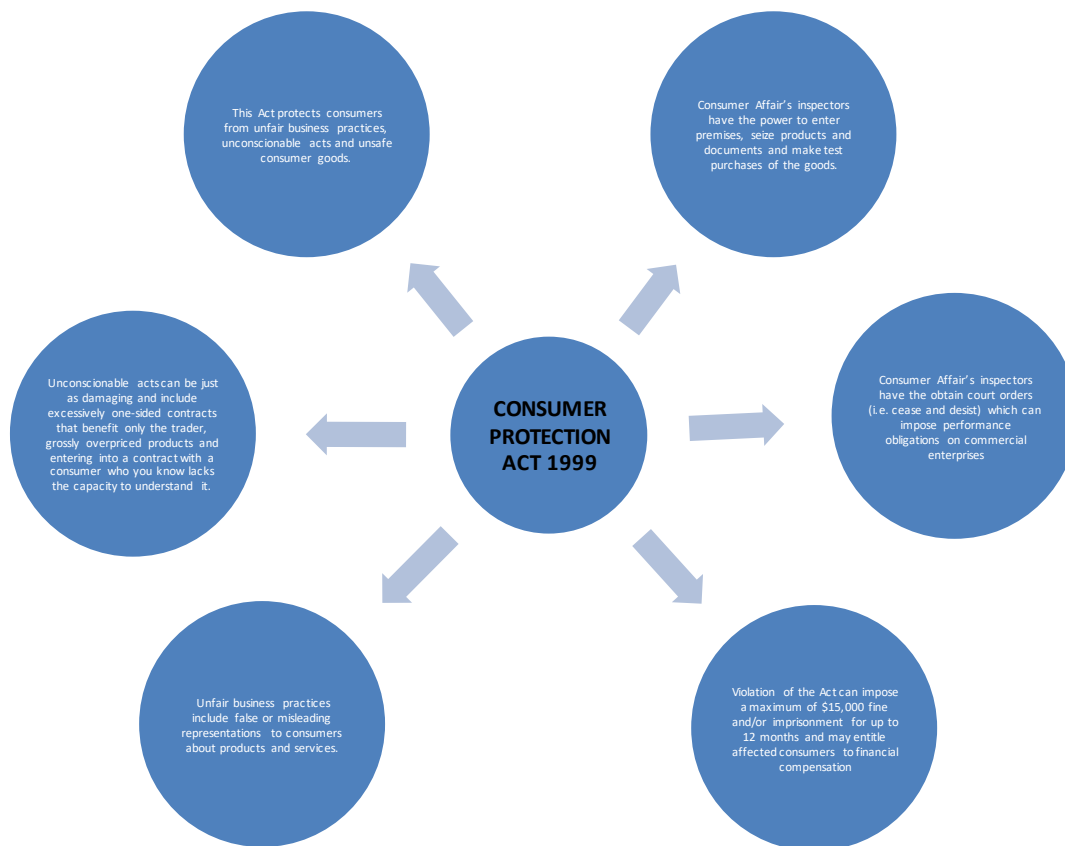 This Act protects consumers
from unfair business practices,
unconscionable acts and unsafe
consumer goods.
Consumer Affair's inspectors
have the power to enter
premises, seize products and
documents and make test
purchases of the goods.
Unconscionable acts can be just
as damaging and include
excessively one-sided contracts
that benefit only the trader,
grossly overpriced products and
entering into a contract with a
consumer who you know lacks
the capacity to understand it.
CONSUMER
PROTECTION
ACT 1999
Consumer Affair's inspectors
have the obtain court orders
(i.e. cease and desist) which can
impose performance
obligations on commercial
enterprises
Unfair business practices
include false or misleading
representations to consumers
about products and services.
Violation of the Act can impose
a maximum of $15,000 fine
and/or imprisonment for up to
12 months and may entitle
affected consumers to financial
compensation